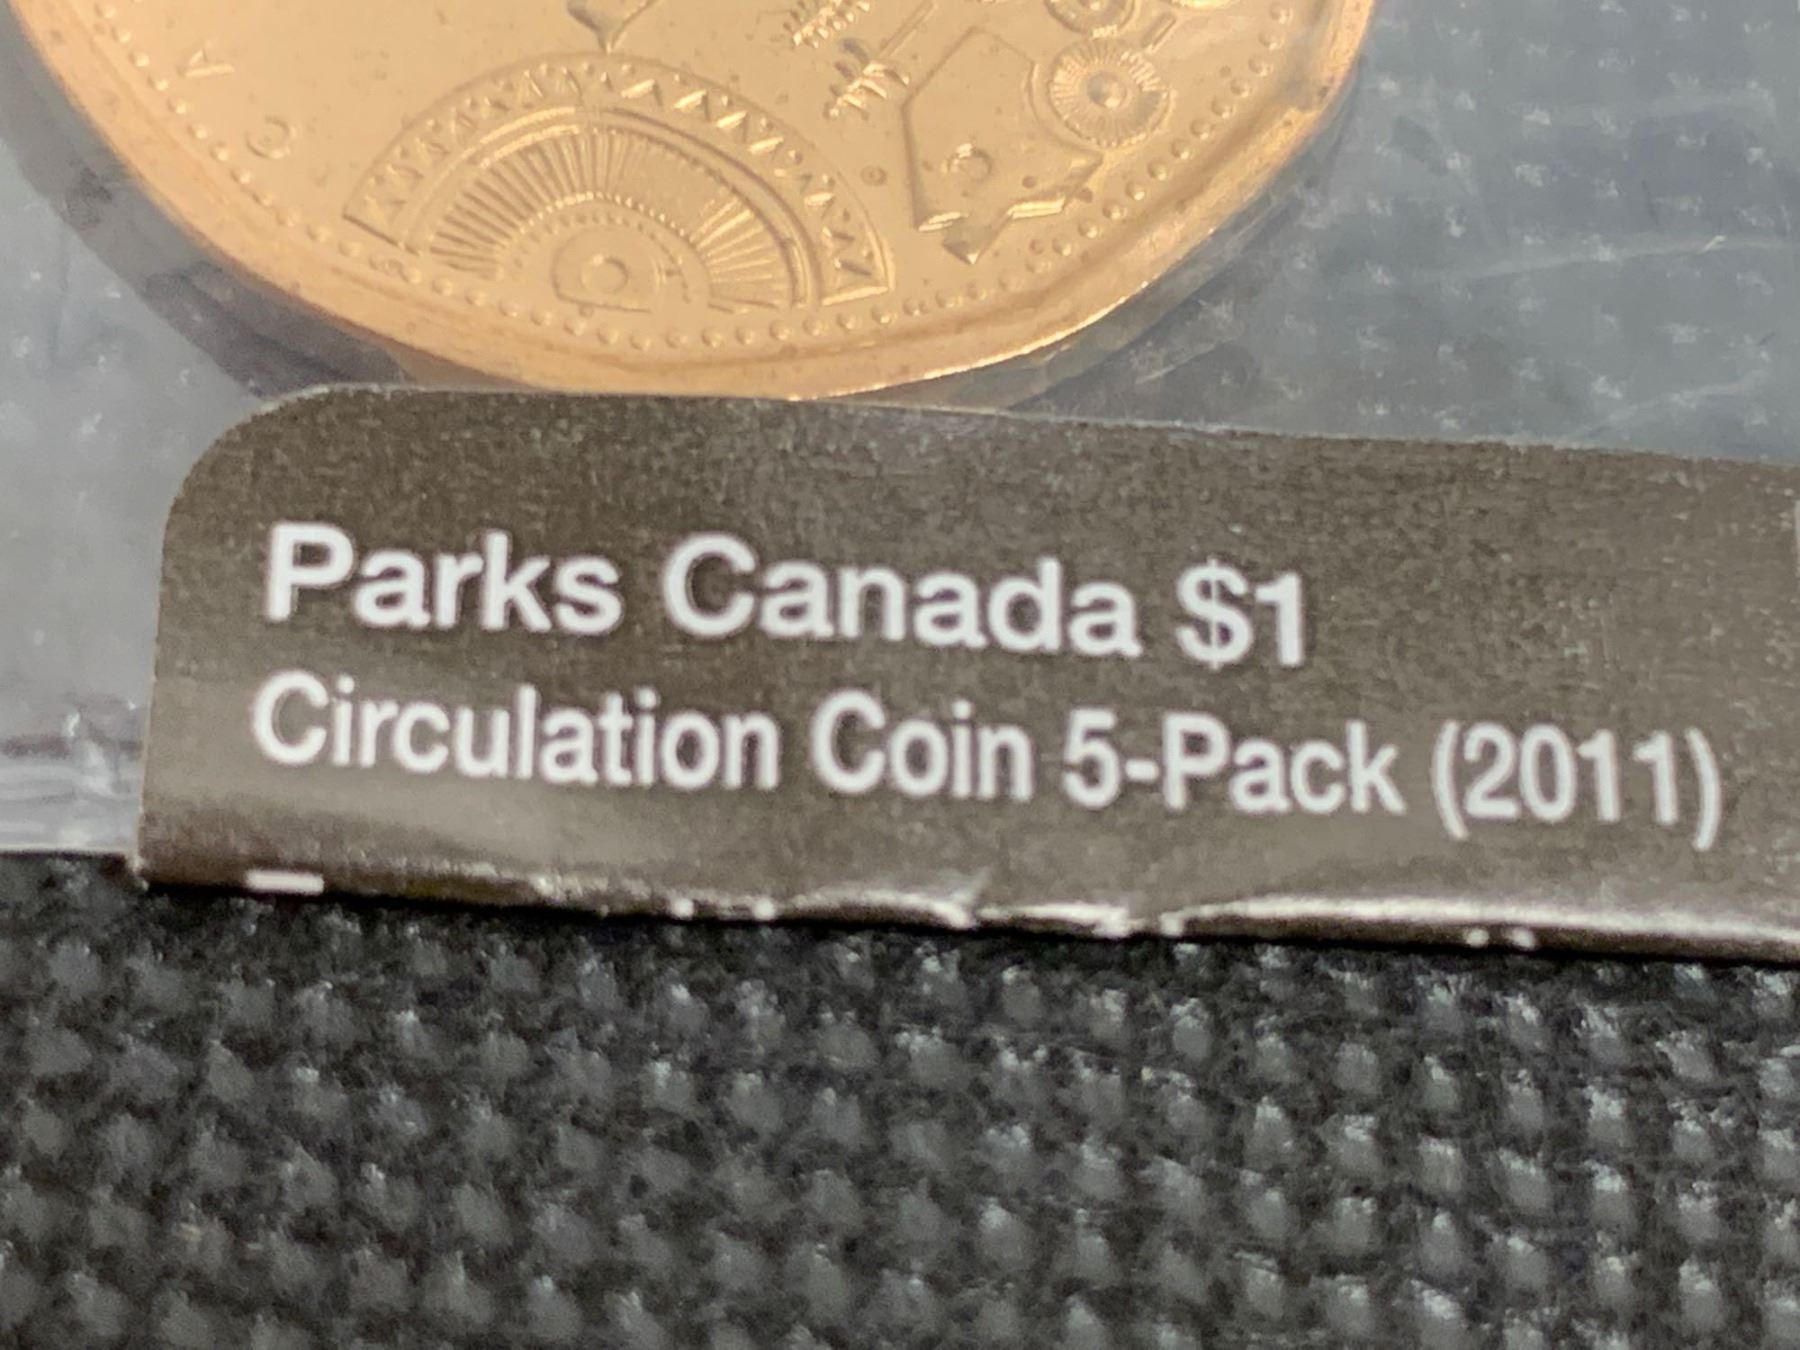 Parks Canada $1
Circulation Coin 5-Pack (2011)